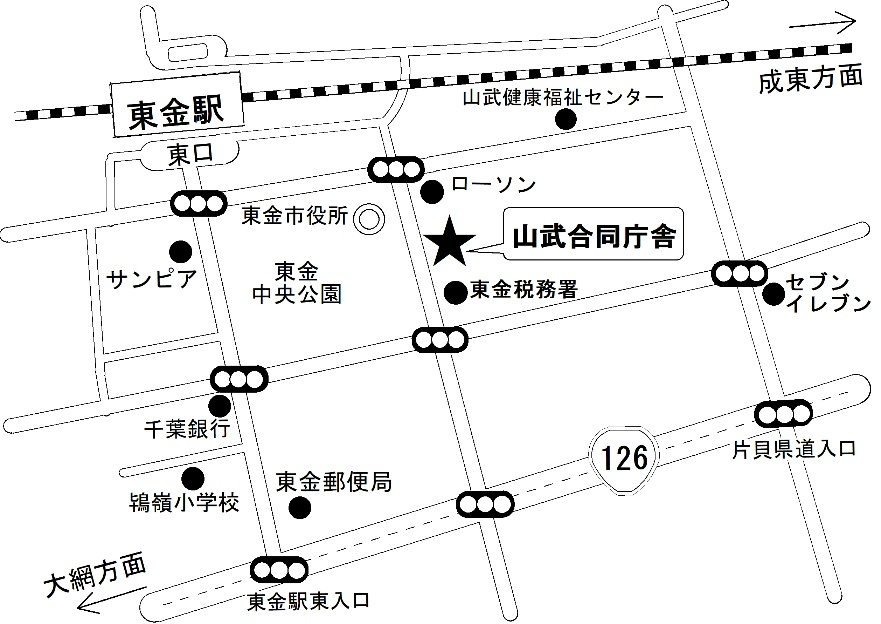 成東方面
山武健康福祉センター
東金駅
東口
ローソン
東金市役所
山武合同庁舎
サンピア
東金
中央公園
東金税務署
セブン
イレブン
千葉銀行
126
片貝県道入口
鴇嶺小学校
東金郵便局
大網方面
東金駅東入口